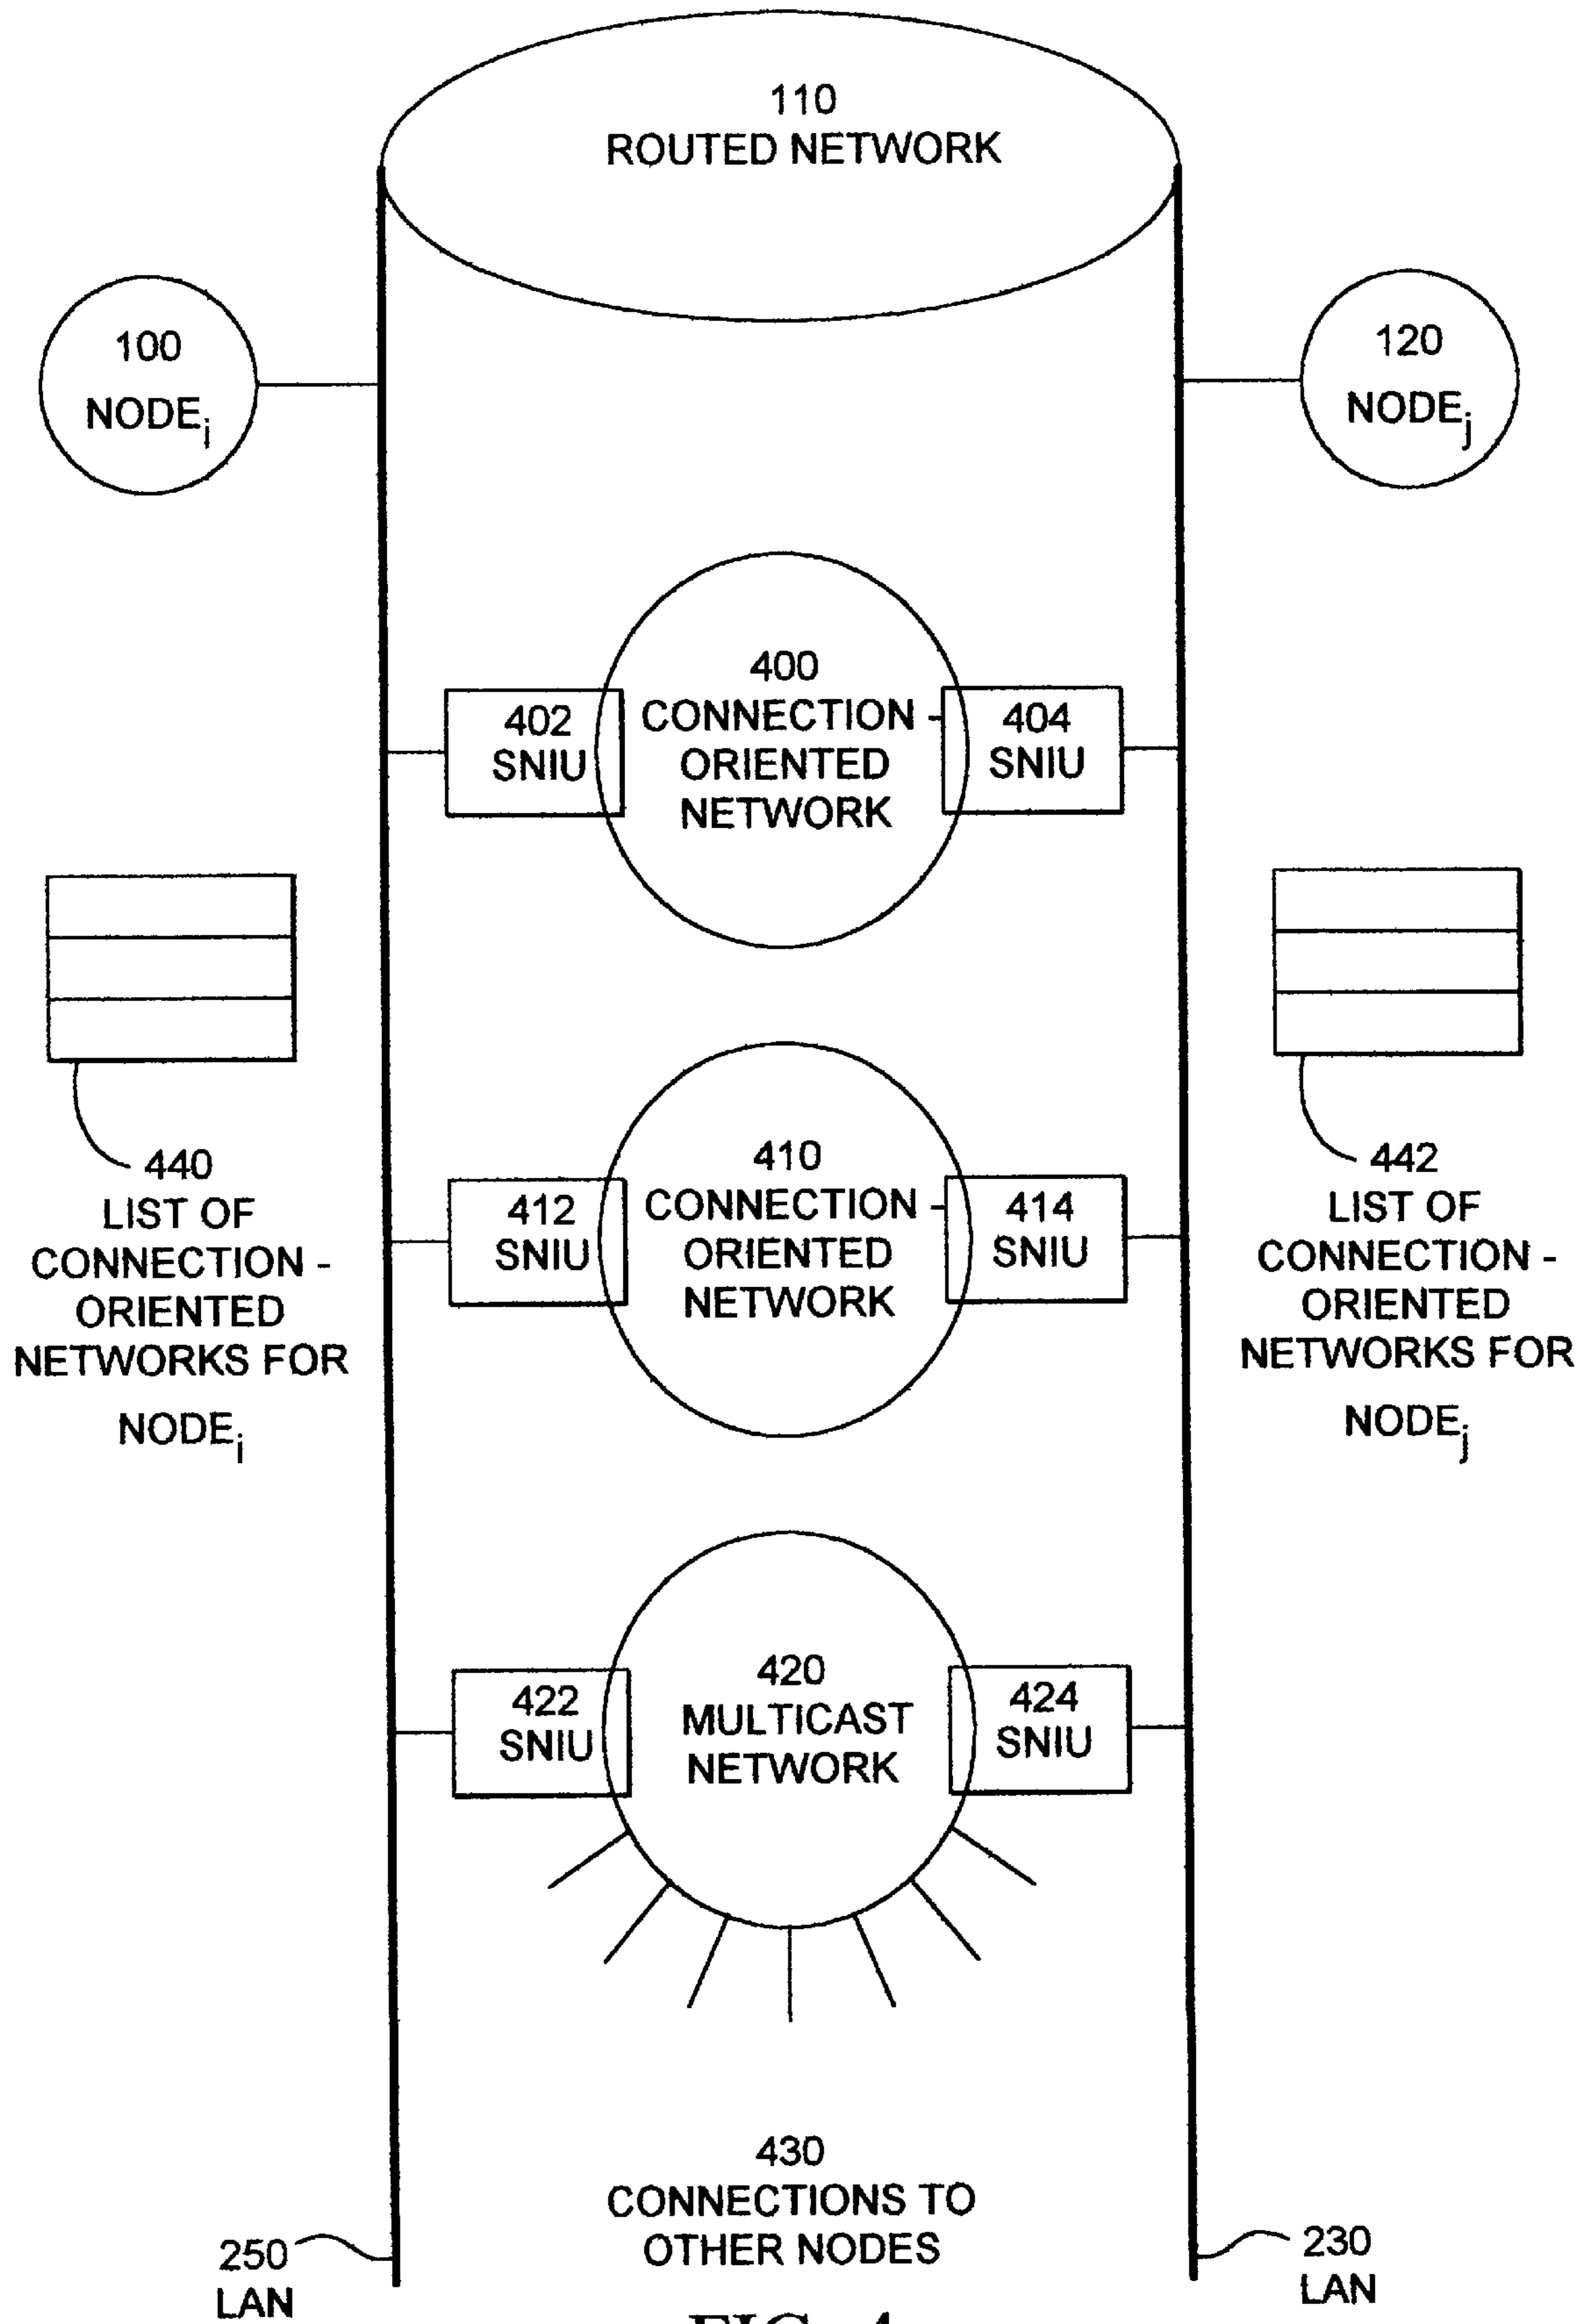 110
ROUTED NETWORK
100
NODEi
120
NODEj
400
CONNECTION -
ORIENTED
NETWORK
402
SNIU
404
SNIU
410
CONNECTION -
ORIENTED
NETWORK
412
SNIU
414
SNIU
440
LIST OF
CONNECTION -
ORIENTED
NETWORKS FOR
NODEi
442
LIST OF
CONNECTION -
ORIENTED
NETWORKS FOR
NODEj
420
MULTICAST
NETWORK
422
SNIU
424
SNIU
430
CONNECTIONS TO
OTHER NODES
250
LAN
230
LAN
FIG. 4